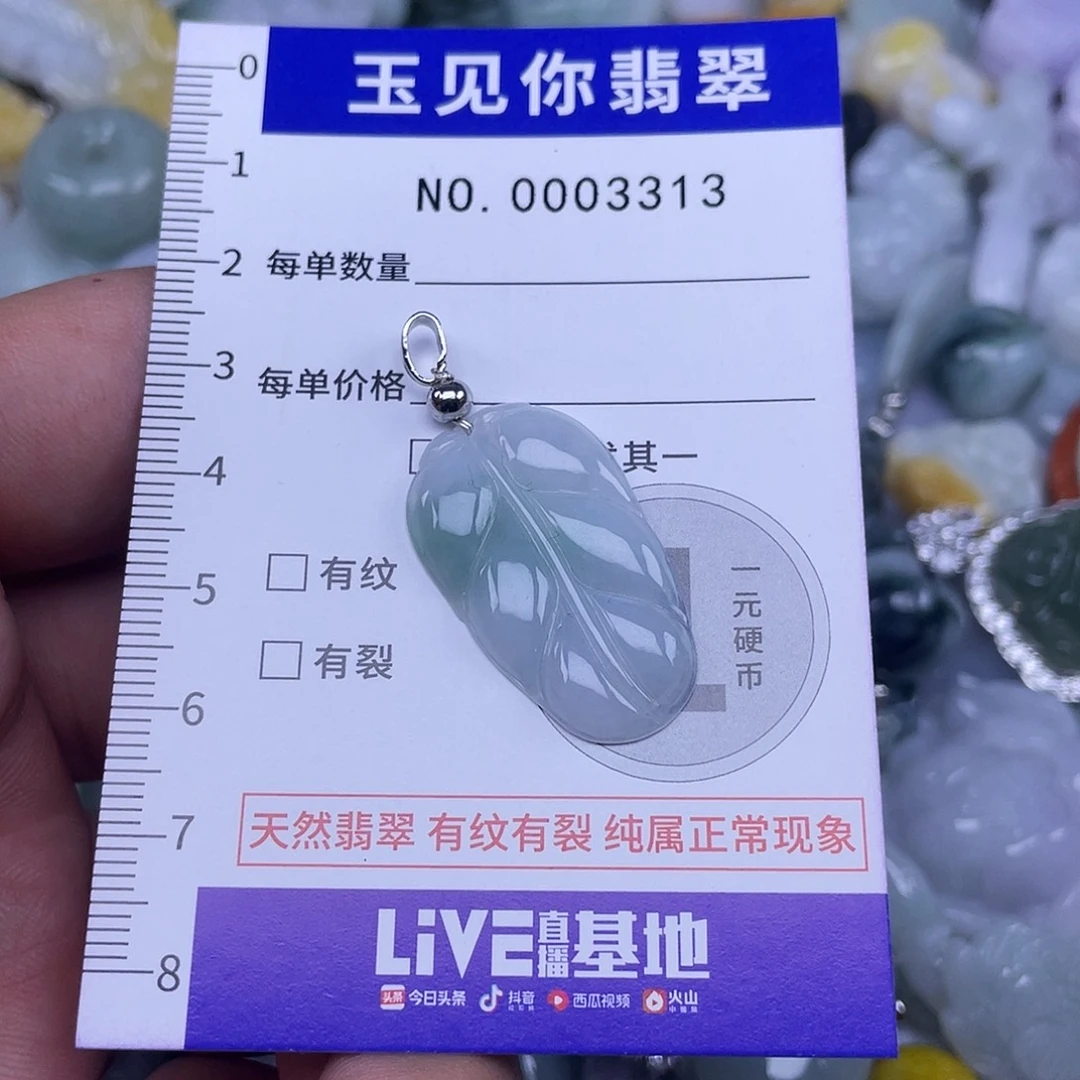 玉见你翡翠
NO. 0003313
每单数量
每单价格
其一
有纹
有裂
一元硬币
天然翡翠 有纹有裂 纯属正常现象
LiVE直播基地
头条 今日头条 抖音 西瓜视频 火山
0
1
2
3
4
5
6
7
8